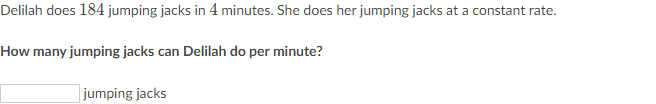 Delilah does 184 jumping jacks in 4 minutes. She does her jumping jacks at a constant rate.
How many jumping jacks can Delilah do per minute?
jumping jacks